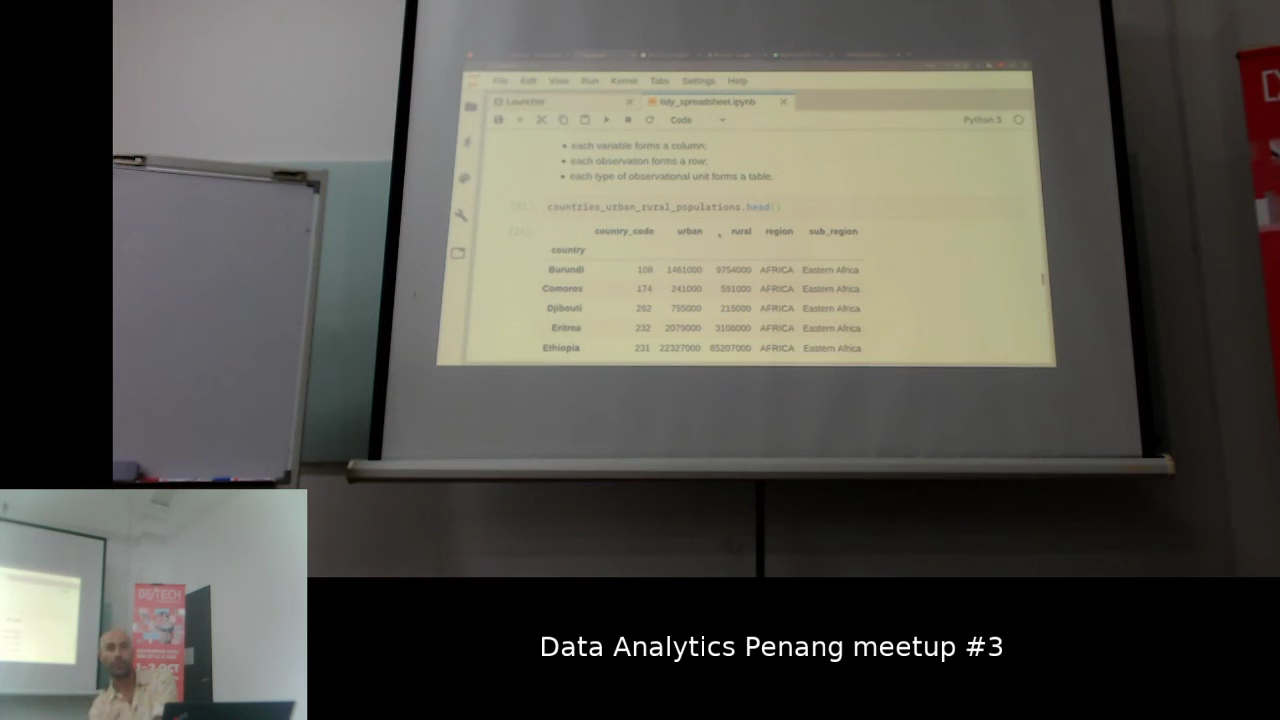 File Edit View Run Kernel Tabs Settings Help
Launcher
tidy_spreadsheet.ipynb
Code
Python 3
• each variable forms a column;
• each observation forms a row;
• each type of observational unit forms a table.
countries_urban_rural_populations.head()
country_code urban rural region sub_region
country
Burundi 108 1461000 9754000 AFRICA Eastern Africa
Comoros 174 241000 591000 AFRICA Eastern Africa
Djibouti 262 755000 215000 AFRICA Eastern Africa
Eritrea 232 2079000 3108000 AFRICA Eastern Africa
Ethiopia 231 22327000 85207000 AFRICA Eastern Africa
DE/TECH
OCT
Data Analytics Penang meetup #3